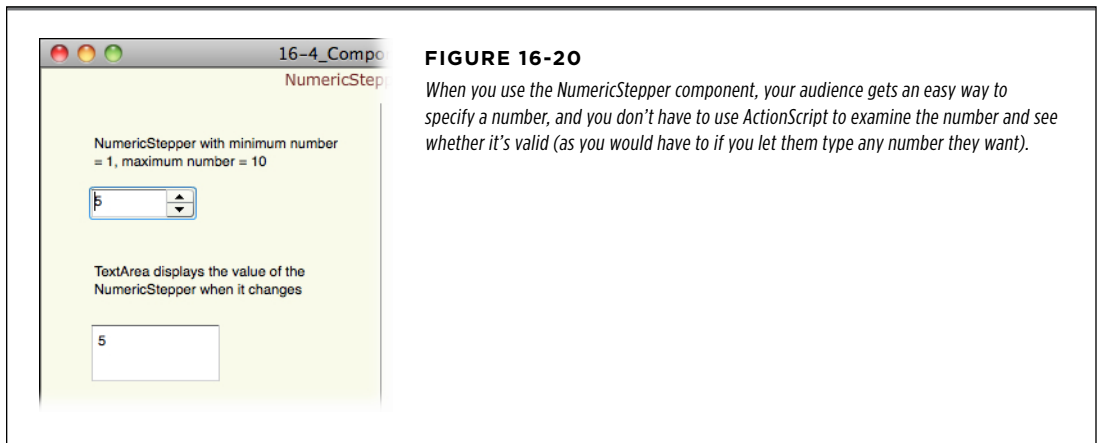 16-4_Compo
NumericStep
NumericStepper with minimum number
= 1, maximum number = 10
5
TextArea displays the value of the
NumericStepper when it changes
5
FIGURE 16-20
When you use the NumericStepper component, your audience gets an easy way to
specify a number, and you don’t have to use ActionScript to examine the number and see
whether it’s valid (as you would have to if you let them type any number they want).